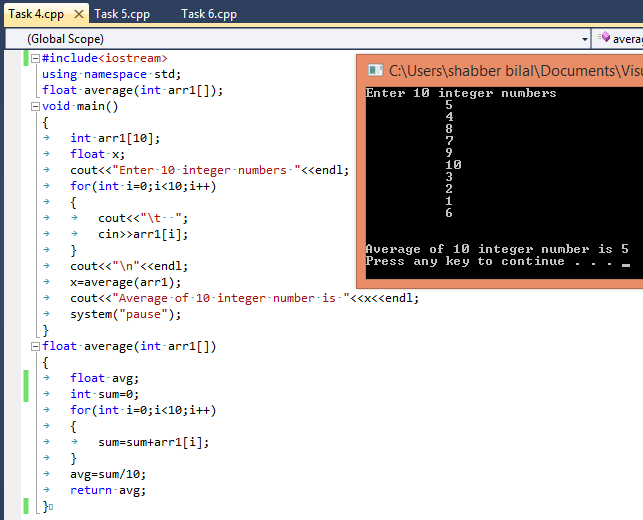 Task 4.cpp Task 5.cpp Task 6.cpp
(Global Scope)
#include<iostream>
using namespace std;
float average(int arr1[]);
void main()
{
int arr1[10];
float x;
cout<<"Enter 10 integer numbers "<<endl;
for(int i=0;i<10;i++)
{
cout<<"\t  ";
cin>>arr1[i];
}
cout<<"\n"<<endl;
x=average(arr1);
cout<<"Average of 10 integer number is "<<x<<endl;
system("pause");
}
float average(int arr1[])
{
float avg;
int sum=0;
for(int i=0;i<10;i++)
{
sum=sum+arr1[i];
}
avg=sum/10;
return avg;
}
C:\Users\shabber bilal\Documents\Visu
Enter 10 integer numbers
5
4
8
7
9
10
3
2
1
6
Average of 10 integer number is 5
Press any key to continue . . . _